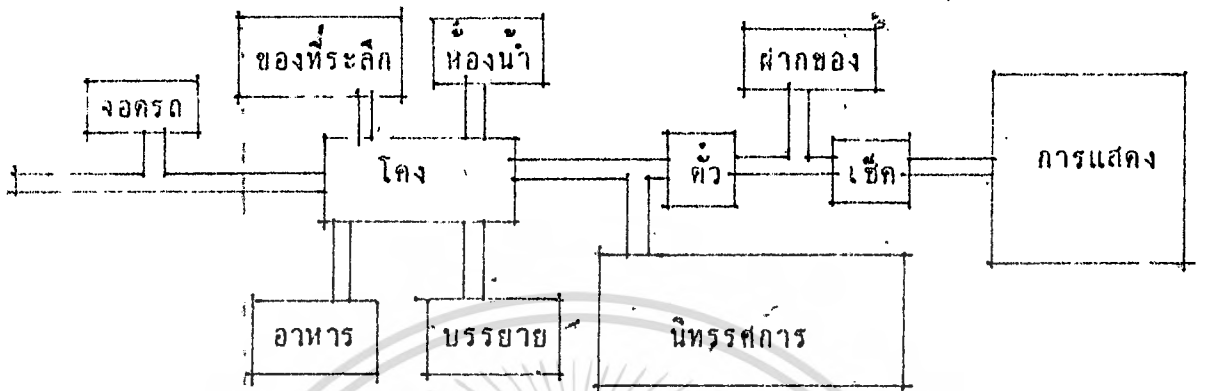 ของที่ระลึก
ห้องน้ำ
ฝากของ
จอดรถ
โถง
ตั๋ว
เช็ค
การแสดง
อาหาร
บรรยาย
นิทรรศการ